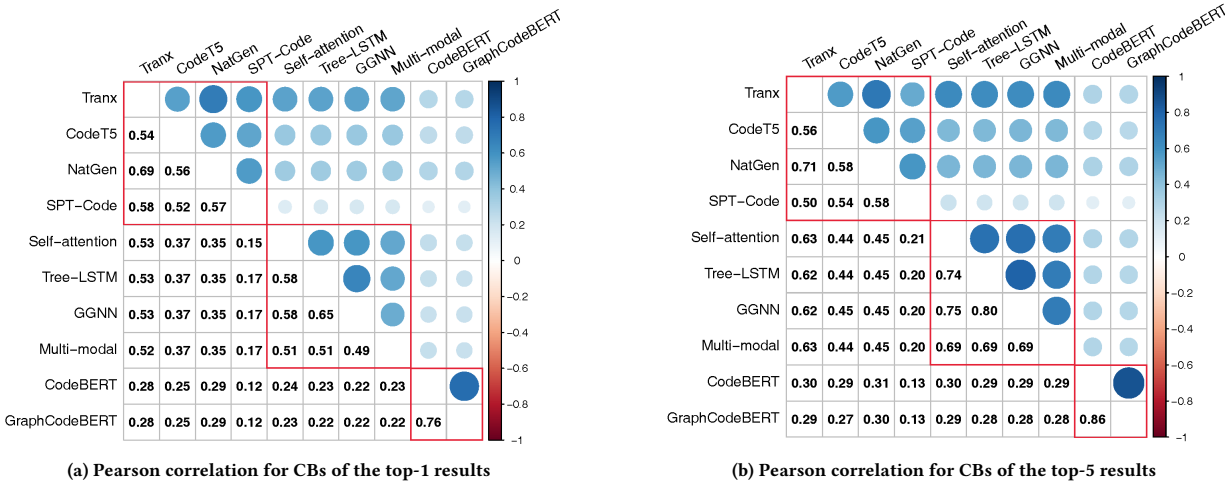 Tranx CodeT5 NatGen SPT−Code Self−attention Tree−LSTM GGNN Multi−modal CodeBERT GraphCodeBERT
Tranx
CodeT5 0.54
NatGen 0.69 0.56
SPT−Code 0.58 0.52 0.57
Self−attention 0.53 0.37 0.35 0.15
Tree−LSTM 0.53 0.37 0.35 0.17 0.58
GGNN 0.53 0.37 0.35 0.17 0.58 0.65
Multi−modal 0.52 0.37 0.35 0.17 0.51 0.51 0.49
CodeBERT 0.28 0.25 0.29 0.12 0.24 0.23 0.22 0.23
GraphCodeBERT 0.28 0.25 0.29 0.12 0.23 0.22 0.22 0.22 0.76
1
0.8
0.6
0.4
0.2
0
−0.2
−0.4
−0.6
−0.8
−1
(a) Pearson correlation for CBs of the top-1 results
Tranx CodeT5 NatGen SPT−Code Self−attention Tree−LSTM GGNN Multi−modal CodeBERT GraphCodeBERT
Tranx
CodeT5 0.56
NatGen 0.71 0.58
SPT−Code 0.50 0.54 0.58
Self−attention 0.63 0.44 0.45 0.21
Tree−LSTM 0.62 0.44 0.45 0.20 0.74
GGNN 0.62 0.45 0.45 0.20 0.75 0.80
Multi−modal 0.63 0.44 0.45 0.20 0.69 0.69 0.69
CodeBERT 0.30 0.29 0.31 0.13 0.30 0.29 0.29 0.29
GraphCodeBERT 0.29 0.27 0.30 0.13 0.29 0.28 0.28 0.28 0.86
1
0.8
0.6
0.4
0.2
0
−0.2
−0.4
−0.6
−0.8
−1
(b) Pearson correlation for CBs of the top-5 results